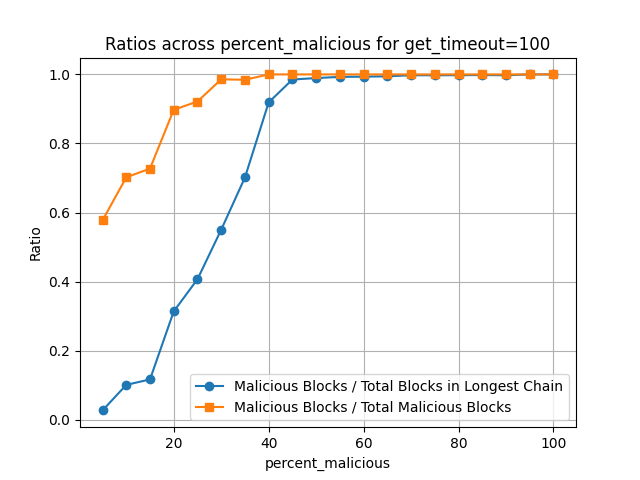 Ratios across percent_malicious for get_timeout=100
1.0
0.8
0.6
0.4
0.2
0.0
Ratio
Malicious Blocks / Total Blocks in Longest Chain
Malicious Blocks / Total Malicious Blocks
20
40
60
80
100
percent_malicious